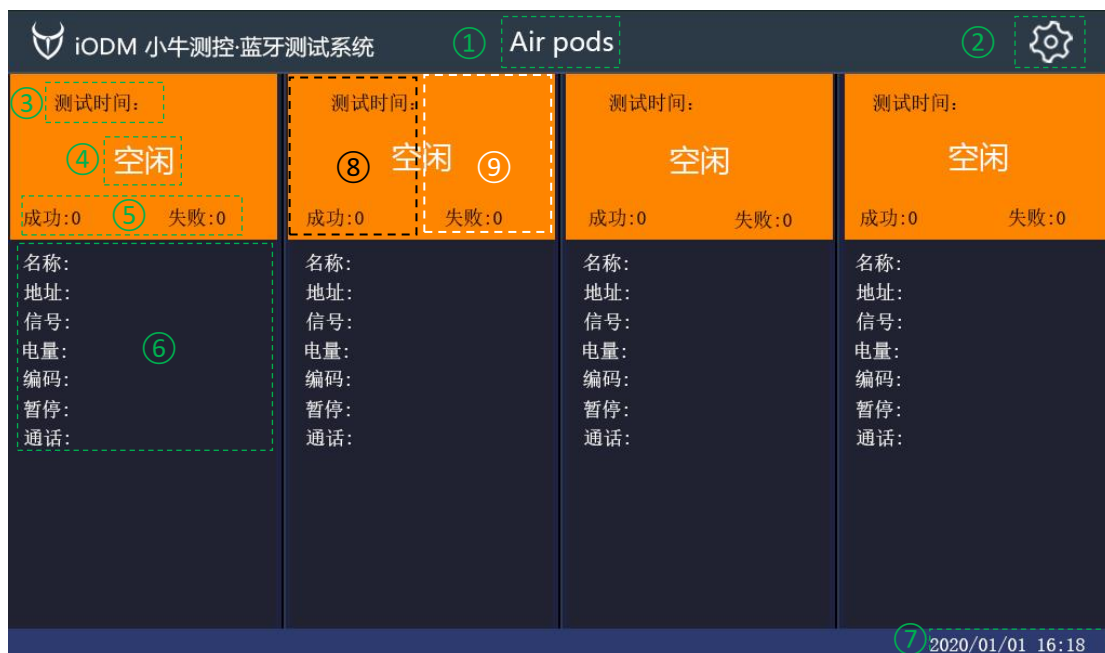 iODM 小牛测控·蓝牙测试系统 ① Air pods ②
③ 测试时间: 测试时间: 测试时间: 测试时间:
④ 空闲 ⑧ 空闲 ⑨ 空闲 空闲
成功:0 ⑤ 失败:0 成功:0 失败:0 成功:0 失败:0 成功:0 失败:0
名称: 名称: 名称: 名称:
地址: 地址: 地址: 地址:
信号: 信号: 信号: 信号:
电量: ⑥ 电量: 电量: 电量:
编码: 编码: 编码: 编码:
暂停: 暂停: 暂停: 暂停:
通话: 通话: 通话: 通话:
⑦ 2020/01/01 16:18